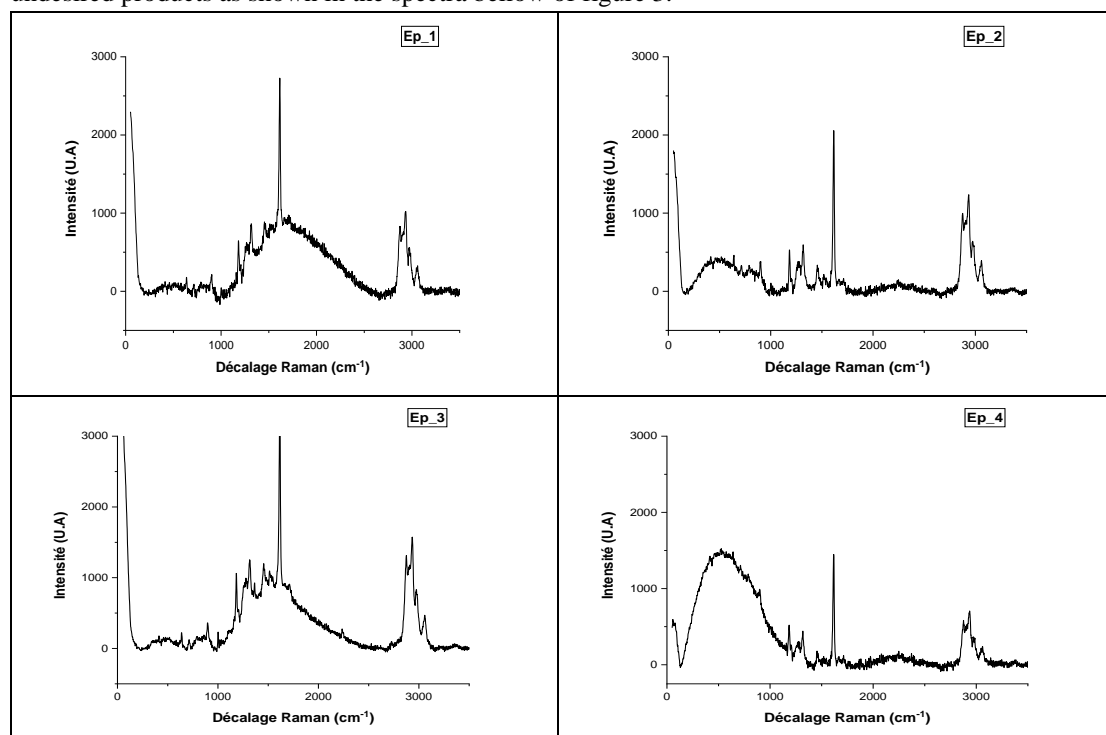 undesired products as shown in the spectra bellow of figure
Ep_1
3000
2000
1000
0
Intensité (U.A)
0 1000 2000 3000
Décalage Raman (cm⁻¹)
Ep_2
3000
2000
1000
0
Intensité (U.A)
0 1000 2000 3000
Décalage Raman (cm⁻¹)
Ep_3
3000
2000
1000
0
Intensité (U.A)
0 1000 2000 3000
Décalage Raman (cm⁻¹)
Ep_4
3000
2000
1000
0
Intensité (U.A)
0 1000 2000 3000
Décalage Raman (cm⁻¹)